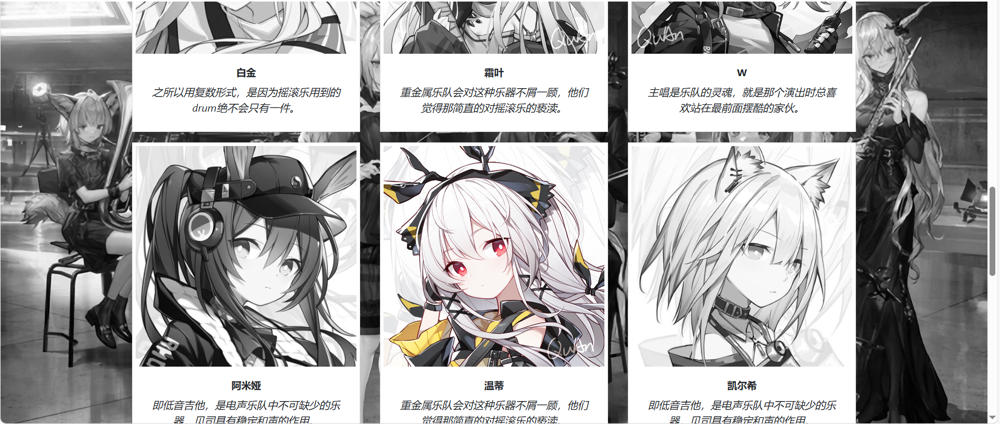 QuAn
QuAn
白金
霜叶
W
之所以用复数形式，是因为摇滚乐用到的
drum绝不会只有一件。
重金属乐队会对这种乐器不屑一顾，他们
觉得那简直的对摇滚乐的亵渎。
主唱是乐队的灵魂，就是那个演出时总喜
欢站在最前面摆酷的家伙。
QuAn
阿米娅
温蒂
凯尔希
即低音吉他，是电声乐队中不可缺少的乐
器，贝司具有稳定和声的作用。
重金属乐队会对这种乐器不屑一顾，他们
觉得那简直的对摇滚乐的亵渎。
即低音吉他，是电声乐队中不可缺少的乐
器，贝司具有稳定和声的作用。